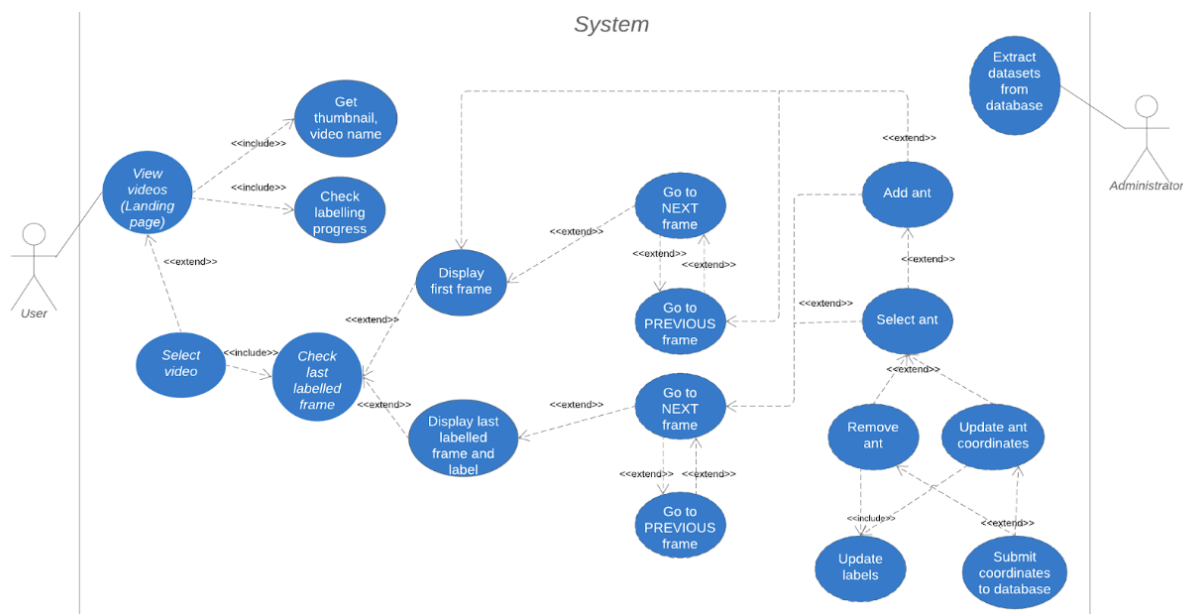 System
Extract
datasets
from
database
Get
thumbnail,
video name
<<include>>
<<extend>>
View
videos
(Landing
page)
<<include>>
Check
labelling
progress
Go to
NEXT
frame
Add ant
Administrator
User
<<extend>>
<<extend>>
<<extend>>
<<extend>>
<<extend>>
Display
first frame
Go to
PREVIOUS
frame
<<extend>>
Select ant
<<extend>>
Select
video
<<include>>
Check
last
labelled
frame
<<extend>>
<<extend>>
<<extend>>
Go to
NEXT
frame
Display last
labelled
frame and
label
Remove
ant
Update ant
coordinates
<<extend>>
<<extend>>
Go to
PREVIOUS
frame
<<include>>
<<extend>>
Update
labels
Submit
coordinates
to database